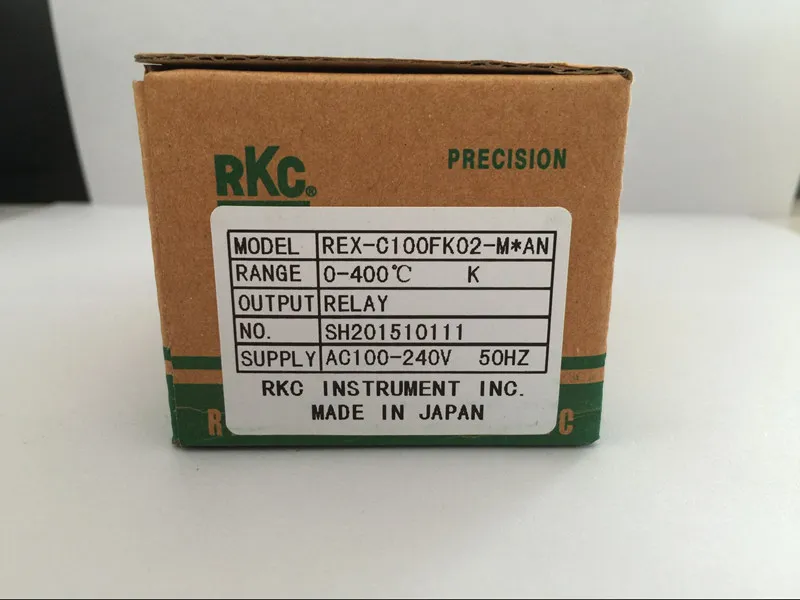 RKC®
PRECISION
MODEL REX-C100FK02-M*AN
RANGE 0-400℃ K
OUTPUT RELAY
NO. SH201510111
SUPPLY AC100-240V 50HZ
RKC INSTRUMENT INC.
MADE IN JAPAN
R C